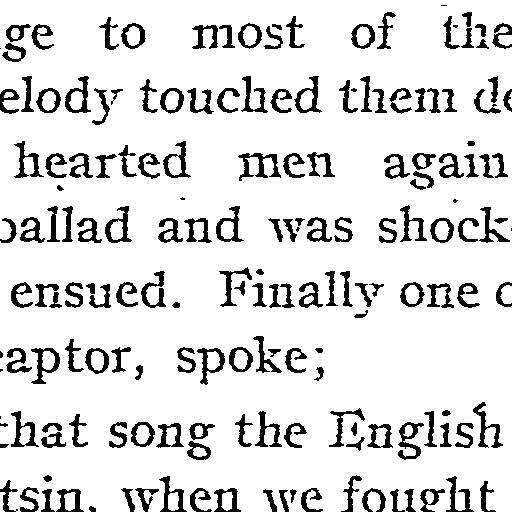 ge to most of the
elody touched them de
hearted men again
ballad and was shock-
ensued. Finally one o
captor, spoke;
that song the English
tsin, when we fought